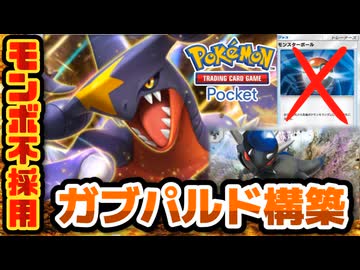 モンボ不採用
Pokémon
TRADING CARD GAME
Pocket
トレーナーズ
モンスターボール
ガブパルド構築